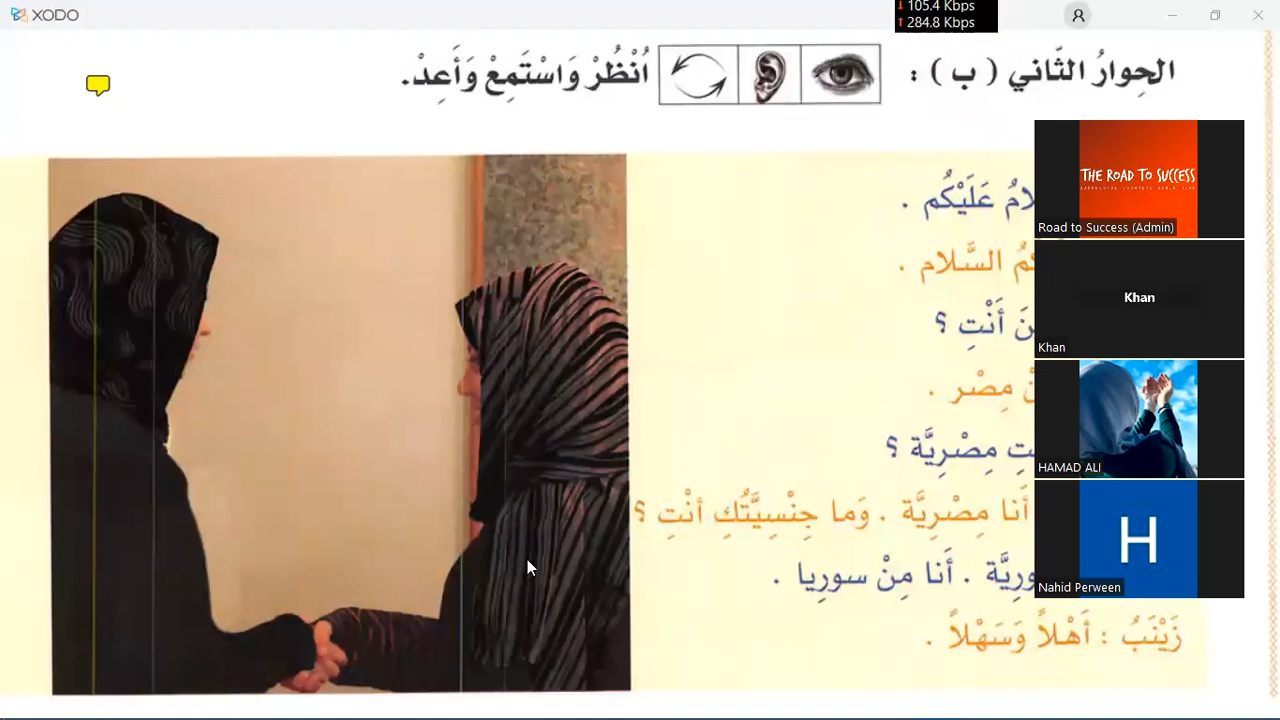 XODO
105.4 Kbps
284.8 Kbps
الحِوارُ الثّاني ( ب ) : اُنْظُرْ وَاسْتَمِعْ وَأَعِدْ.
عَلَيْكُم .
السَّلام .
أَنْتِ ؟
مِصْر .
مِصْرِيَّة ؟
أَنا مِصْرِيَّة . وَما جِنْسِيَّتُكِ أنْتِ ؟
. أَنا مِنْ سورِيا .
زَيْنَبُ : أَهْلاً وَسَهْلاً .
THE ROAD TO SUCCESS
Road to Success (Admin)
Khan
Khan
HAMAD ALI
H
Nahid Perween